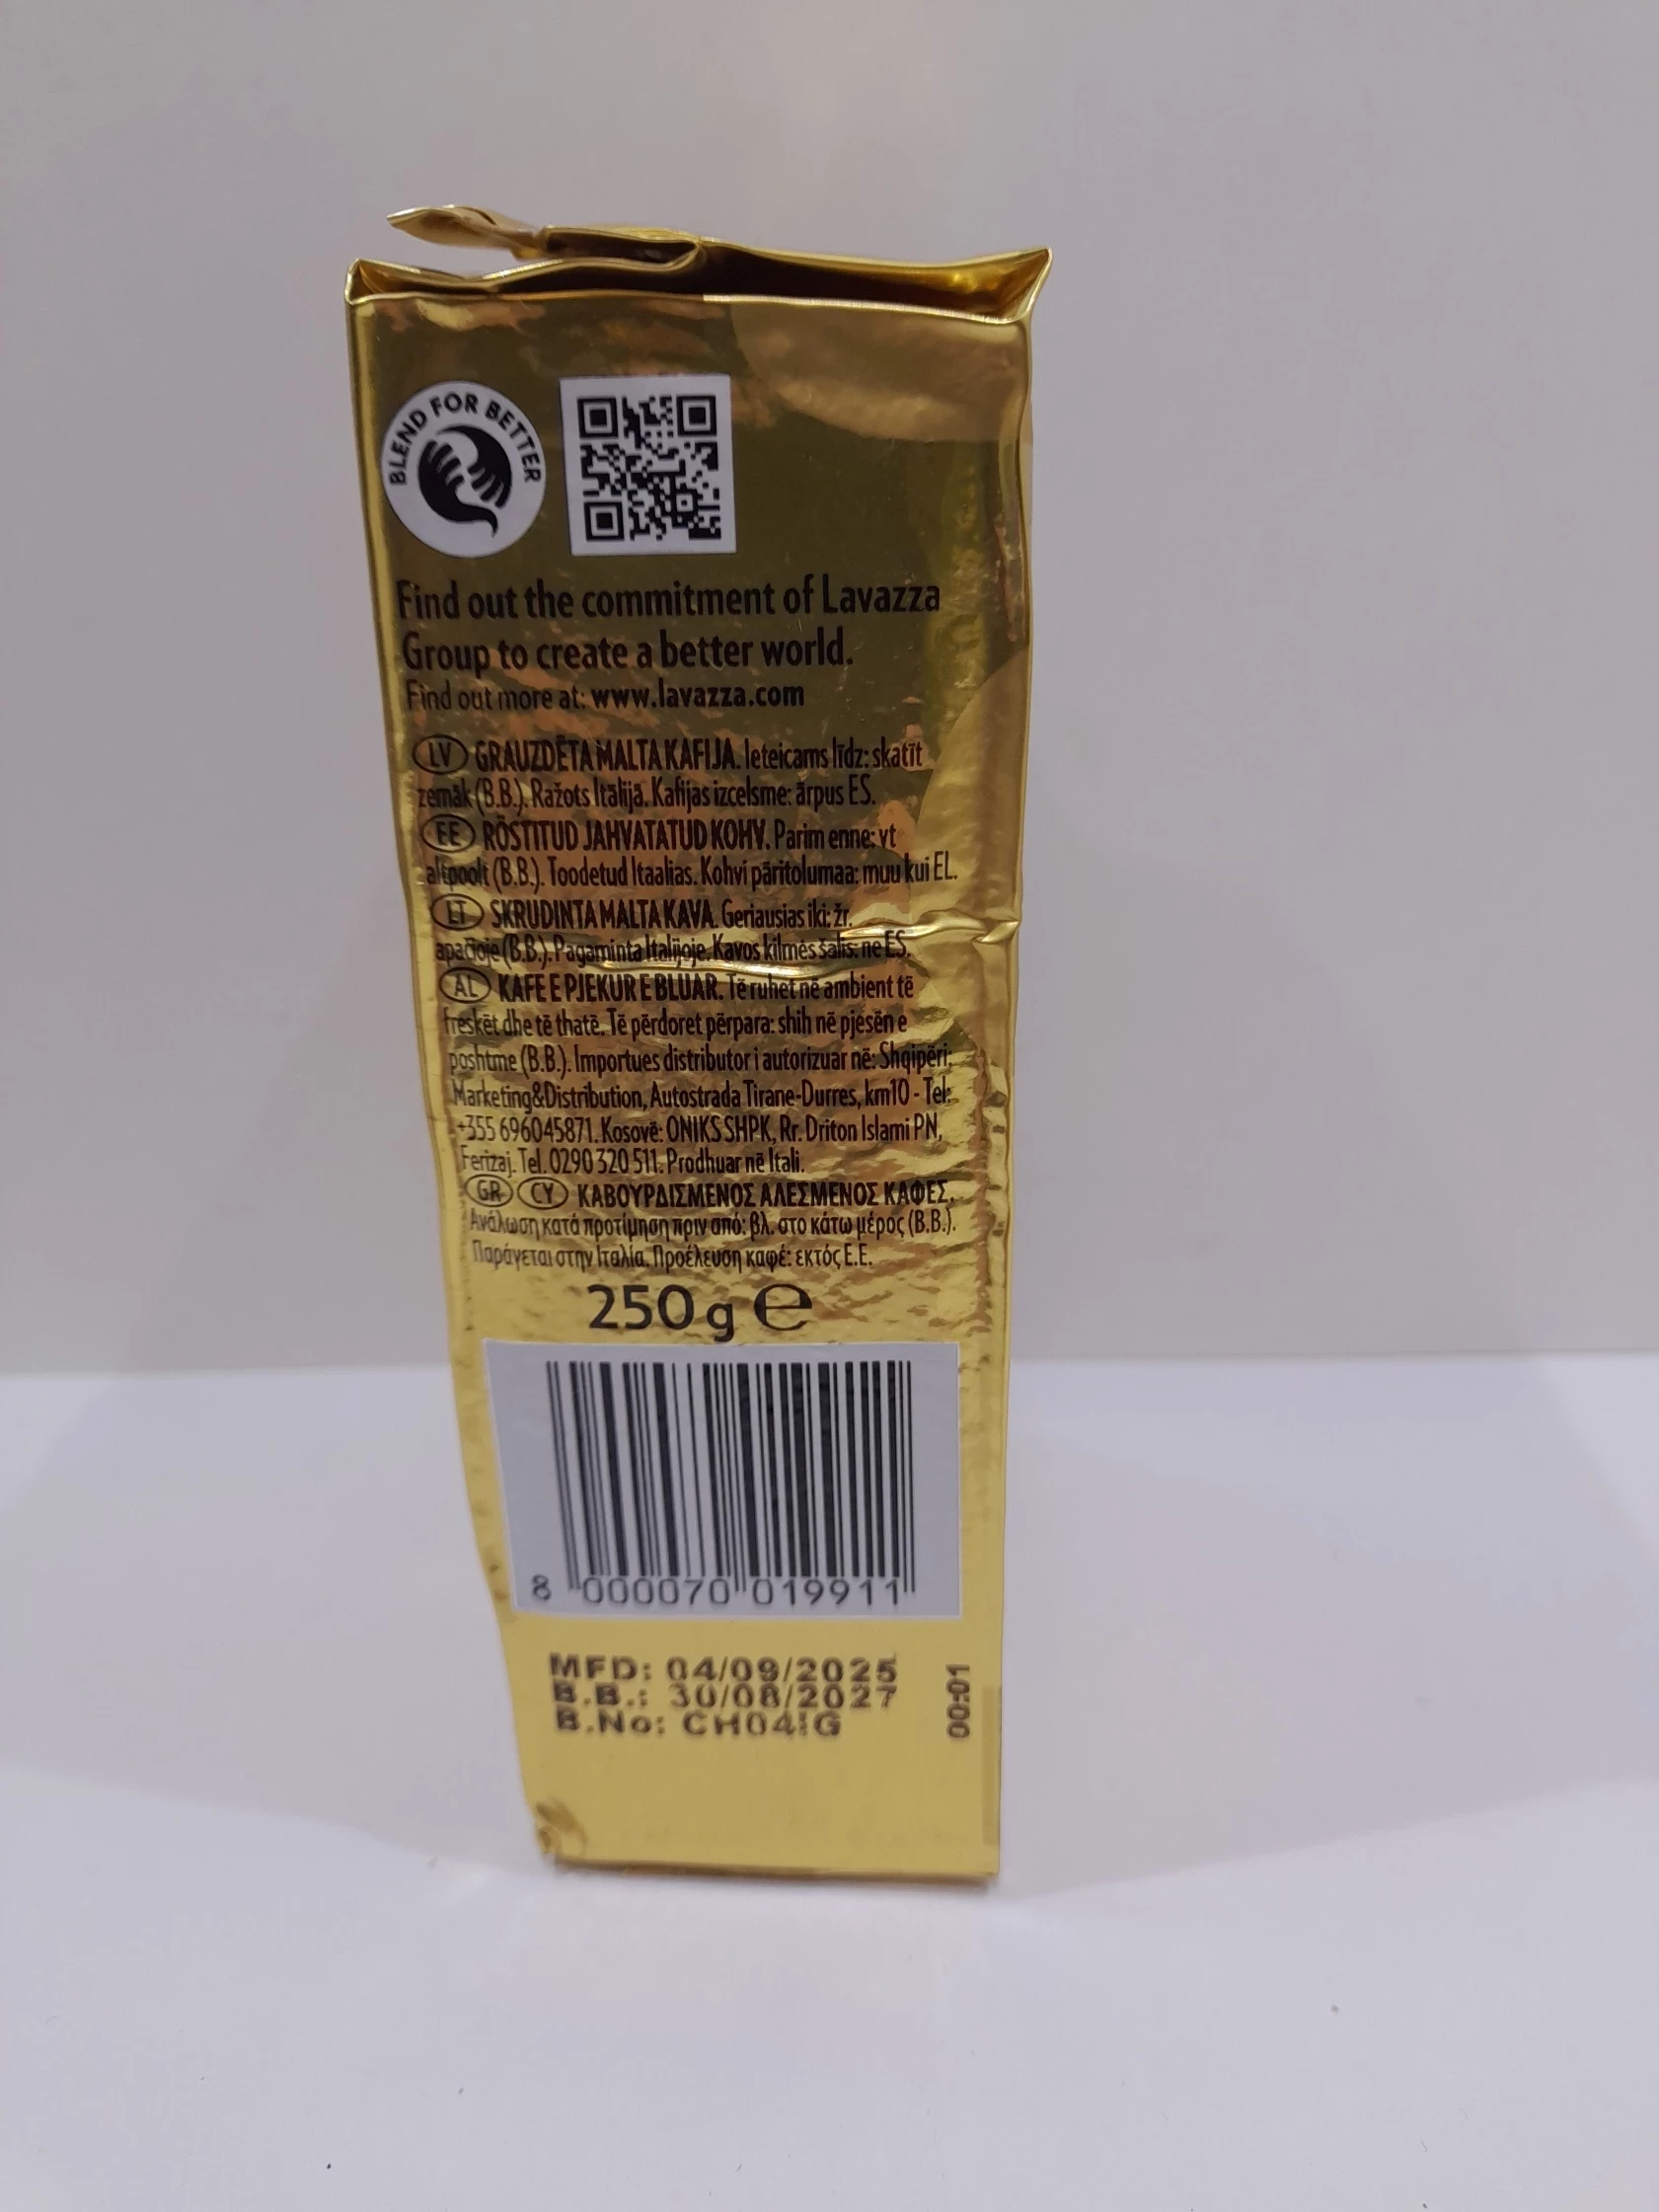 BLEND FOR BETTER
Find out the commitment of Lavazza
Group to create a better world.
Find out more at: www.lavazza.com
LV GRAUZDĒTA MALTA KAFIJA. Ieteicams līdz: skatīt
zemāk (B.B.). Ražots Itālijā. Kafijas izcelsme: ārpus ES.
EE RÖSTITUD JAHVATATUD KOHV. Parim enne: vt
altpoolt (B.B.). Toodetud Itaalias. Kohvi päritolumaa: muu kui EL.
LT SKRUDINTA MALTA KAVA. Geriausias iki: žr.
apačioje (B.B.). Pagaminta Italijoje. Kavos kilmės šalis: ne ES.
AL KAFE E PJEKUR E BLUAR. Të ruhet në ambient të
freskët dhe të thatë. Të përdoret përpara: shih në pjesën e
poshtme (B.B.). Importues distributor i autorizuar në: Shqipëri:
Marketing&Distribution, Autostrada Tirane-Durres, km10 - Tel:
+355 696045871. Kosovë: ONIKS SHPK, Rr. Driton Islami PN,
Ferizaj. Tel. 0290 320 511. Prodhuar në Itali.
GR CY ΚΑΒΟΥΡΔΙΣΜΕΝΟΣ ΑΛΕΣΜΕΝΟΣ ΚΑΦΕΣ.
Ανάλωση κατά προτίμηση πριν από: βλ. στο κάτω μέρος (B.B.).
Παράγεται στην Ιταλία. Προέλευση καφέ: εκτός Ε.Ε.
250 g e
8 000070 019911
MFD: 04/09/2025
B.B.: 30/08/2027
B.No:
00:01